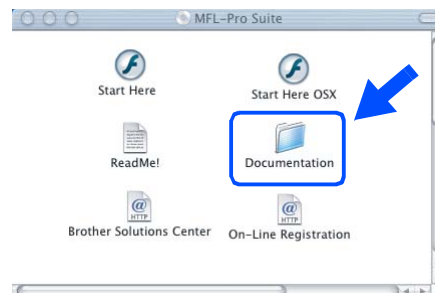 MFL-Pro Suite
Start Here
Start Here OSX
ReadMe!
Documentation
@
HTTP
Brother Solutions Center
@
HTTP
On-Line Registration